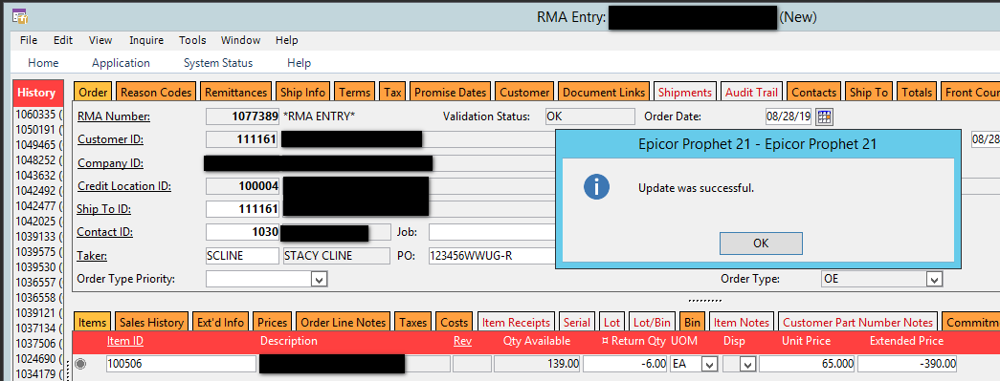 RMA Entry: (New)
File Edit View Inquire Tools Window Help
Home Application System Status Help
History
Order Reason Codes Remittances Ship Info Terms Tax Promise Dates Customer Document Links Shipments Audit Trail Contacts Ship To Totals Front Coun
1060335 (
1050191 (
1049465 (
1048252 (
1043632 (
1042492 (
1042477 (
1042025 (
1039133 (
1039575 (
1039530 (
1036557 (
1036558 (
1039121 (
1037134 (
1037506 (
1024690 (
1034179 (
RMA Number: 1077389 *RMA ENTRY* Validation Status: OK Order Date: 08/28/19
Customer ID: 111161 08/28
Company ID:
Credit Location ID: 100004
Ship To ID: 111161
Contact ID: 1030 Job:
Taker: SCLINE STACY CLINE PO: 123456WWUG-R
Order Type Priority: Order Type: OE
Epicor Prophet 21 - Epicor Prophet 21
Update was successful.
OK
Items Sales History Ext'd Info Prices Order Line Notes Taxes Costs Item Receipts Serial Lot Lot/Bin Bin Item Notes Customer Part Number Notes Commitm
Item ID Description Rev Qty Available ¤ Return Qty UOM Disp Unit Price Extended Price
100506 139.00 -6.00 EA 65.000 -390.00